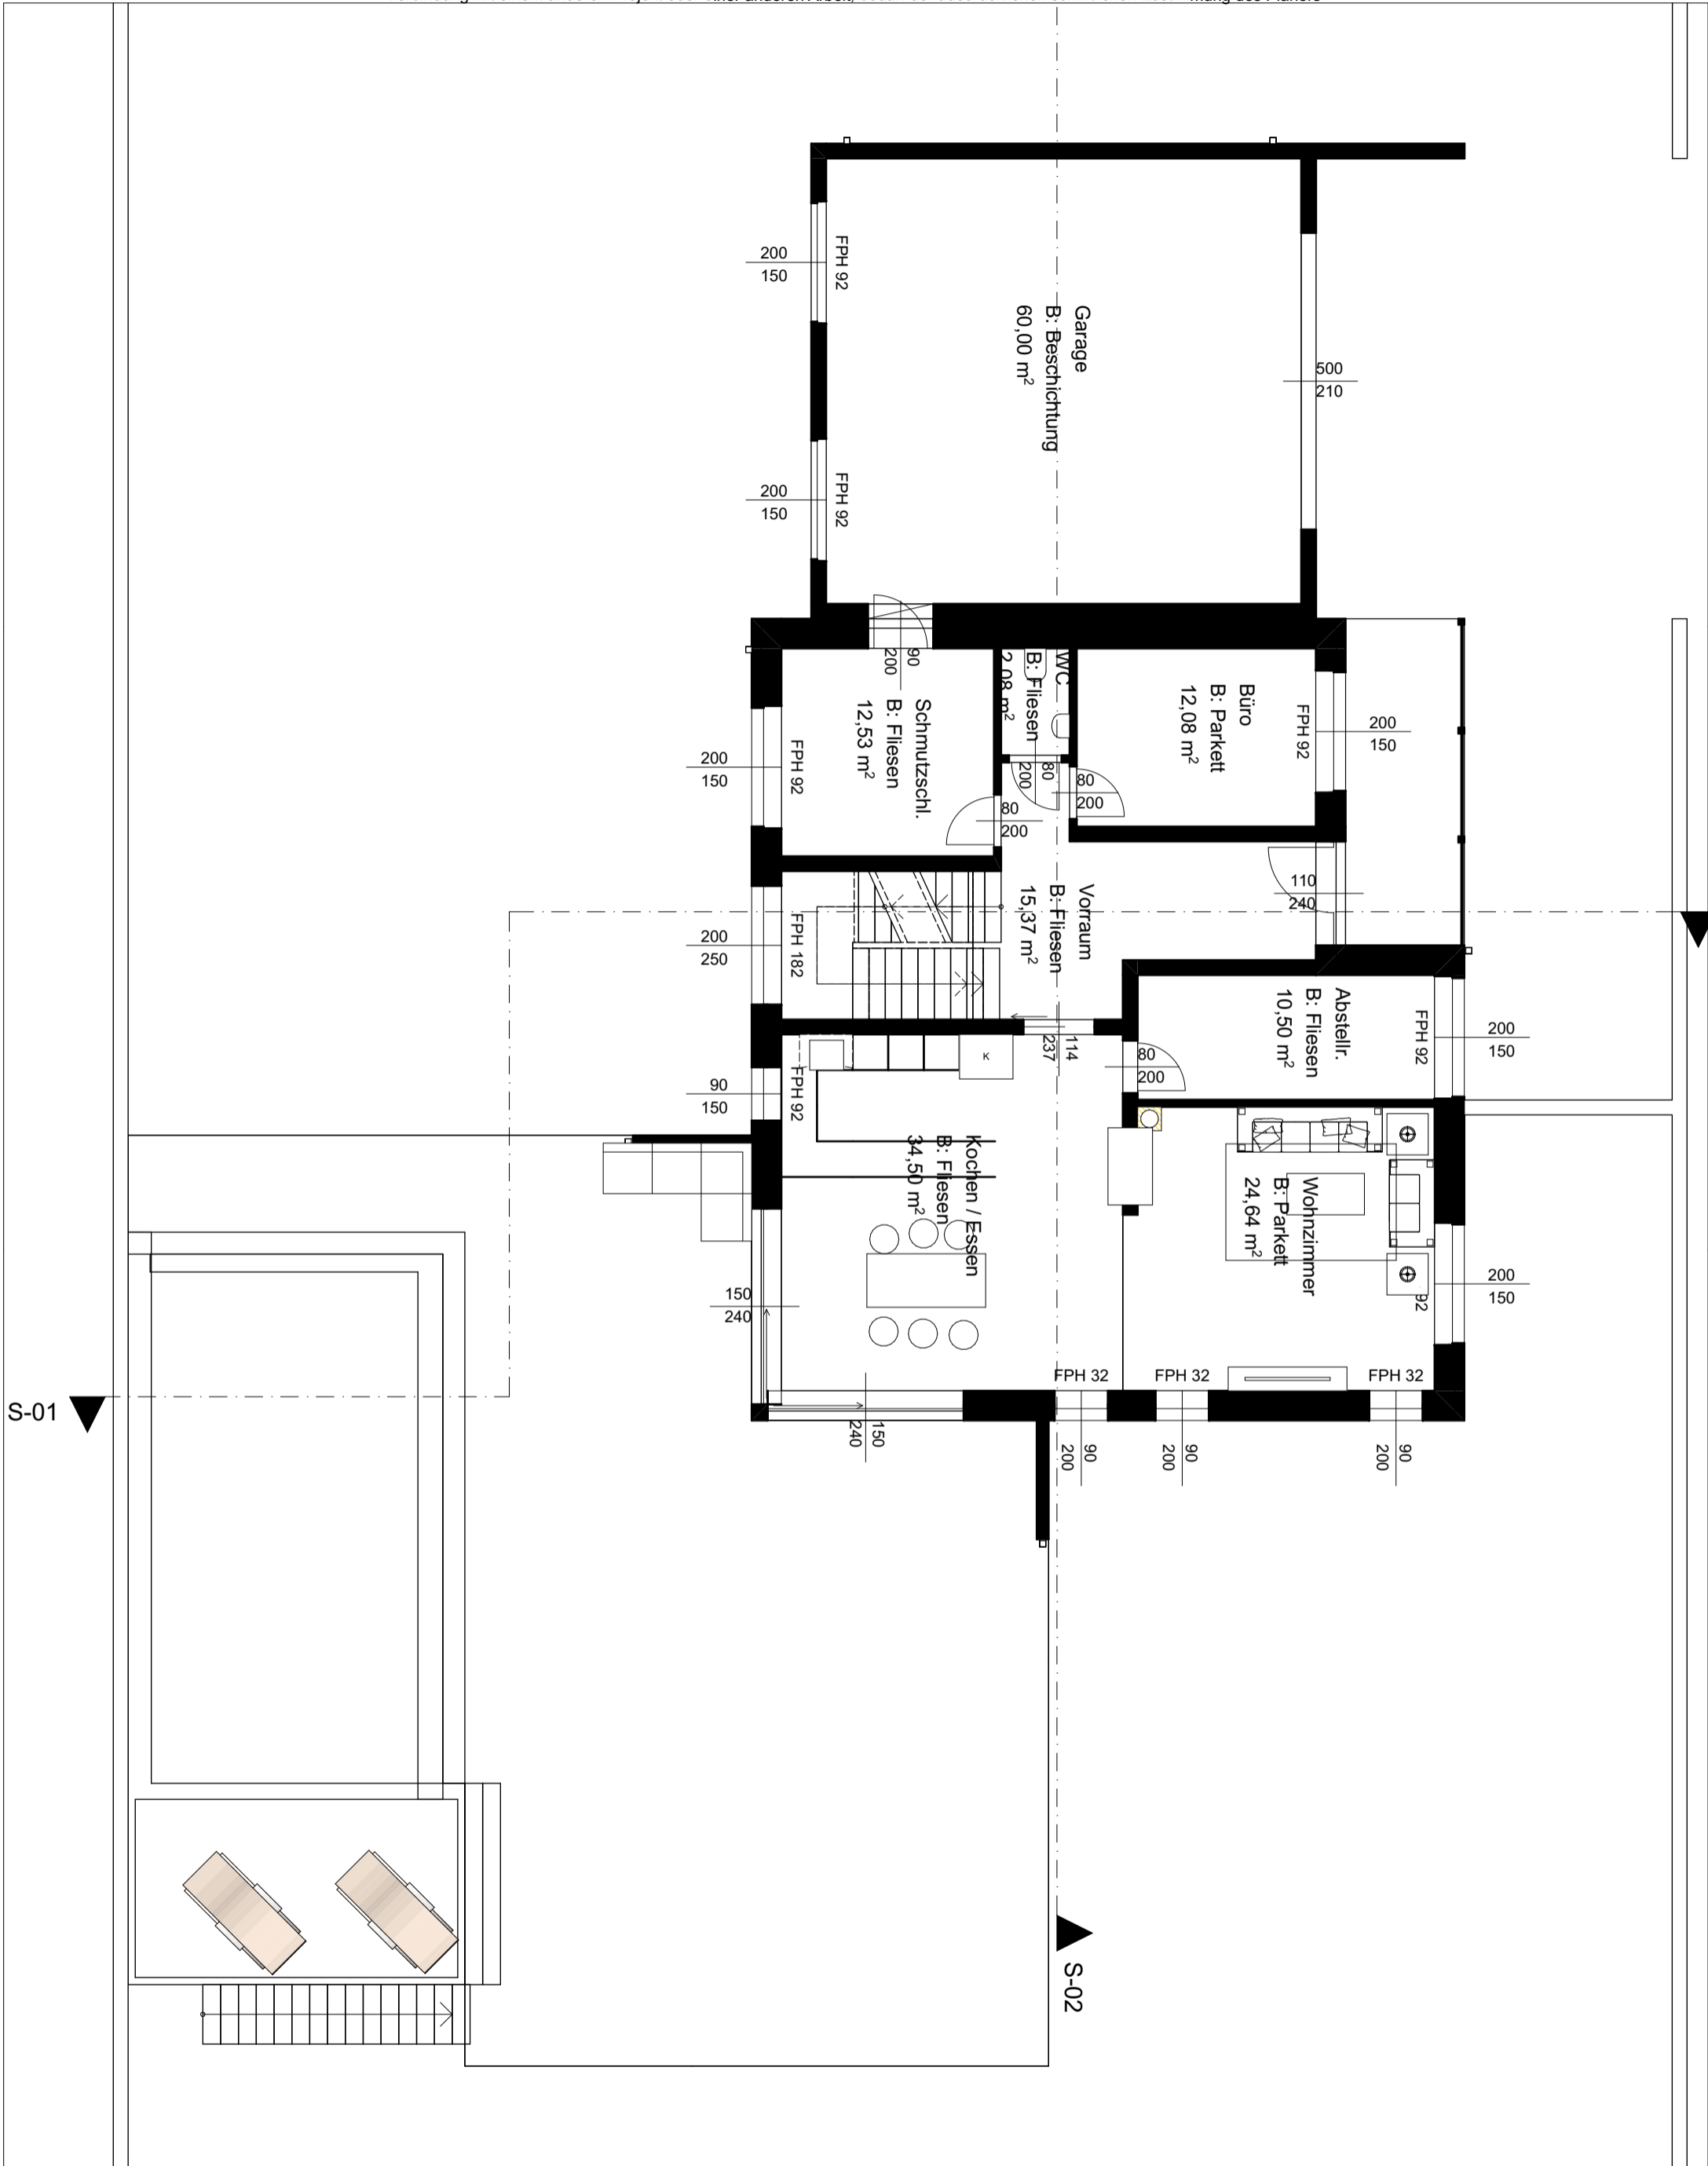 200
150
FPH 92
Garage
B: Beschichtung
60,00 m²
500
210
200
150
FPH 92
90
200
WC
B: Fliesen
2,08 m²
Büro
B: Parkett
12,08 m²
FPH 92
200
150
Schmutzschl.
B: Fliesen
12,53 m²
200
150
FPH 92
80
200
80
200
80
200
110
240
Vorraum
B: Fliesen
15,37 m²
200
250
FPH 182
Abstellr.
B: Fliesen
10,50 m²
FPH 92
200
150
114
237
K
80
200
90
150
FPH 92
Kochen / Essen
B: Fliesen
34,50 m²
Wohnzimmer
B: Parkett
24,64 m²
92
200
150
150
240
FPH 32
FPH 32
FPH 32
S-01
150
240
90
200
90
200
90
200
S-02